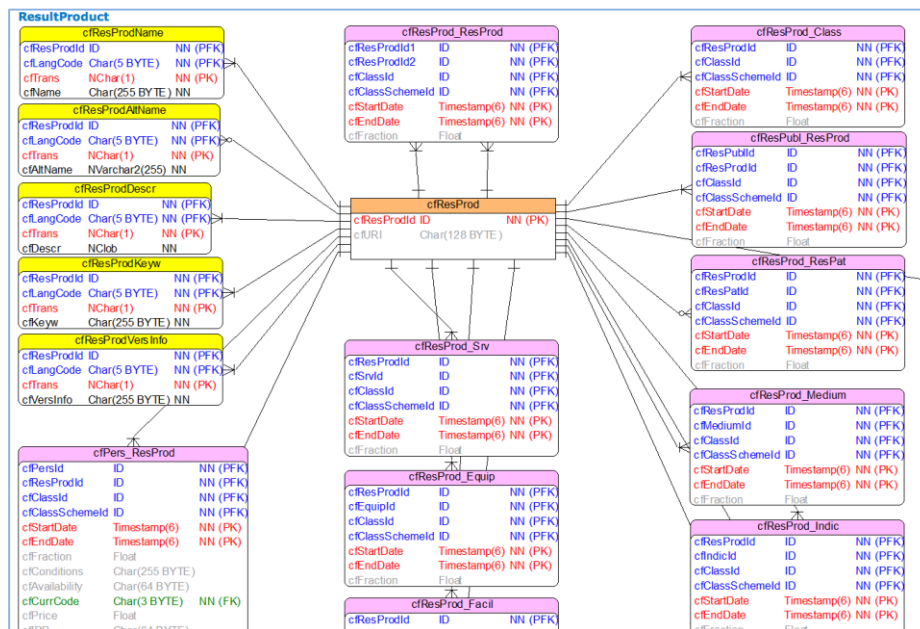 ResultProduct
cfResProdName
cfResProdId ID NN (PFK)
cfLangCode Char(5 BYTE) NN (PFK)
cfTrans NChar(1) NN (PK)
cfName Char(255 BYTE) NN
cfResProdAltName
cfResProdId ID NN (PFK)
cfLangCode Char(5 BYTE) NN (PFK)
cfTrans NChar(1) NN (PK)
cfAltName NVarchar2(255) NN
cfResProdDescr
cfResProdId ID NN (PFK)
cfLangCode Char(5 BYTE) NN (PFK)
cfTrans NChar(1) NN (PK)
cfDescr NClob NN
cfResProdKeyw
cfResProdId ID NN (PFK)
cfLangCode Char(5 BYTE) NN (PFK)
cfTrans NChar(1) NN (PK)
cfKeyw Char(255 BYTE) NN
cfResProdVersInfo
cfResProdId ID NN (PFK)
cfLangCode Char(5 BYTE) NN (PFK)
cfTrans NChar(1) NN (PK)
cfVersInfo Char(255 BYTE) NN
cfPers_ResProd
cfPersId ID NN (PFK)
cfResProdId ID NN (PFK)
cfClassId ID NN (PFK)
cfClassSchemeId ID NN (PFK)
cfStartDate Timestamp(6) NN (PK)
cfEndDate Timestamp(6) NN (PK)
cfFraction Float
cfConditions Char(255 BYTE)
cfAvailability Char(64 BYTE)
cfCurrCode Char(3 BYTE) NN (FK)
cfPrice Float
cfResProd_ResProd
cfResProdId1 ID NN (PFK)
cfResProdId2 ID NN (PFK)
cfClassId ID NN (PFK)
cfClassSchemeId ID NN (PFK)
cfStartDate Timestamp(6) NN (PK)
cfEndDate Timestamp(6) NN (PK)
cfFraction Float
cfResProd
cfResProdId ID NN (PK)
cfURI Char(128 BYTE)
cfResProd_Srv
cfResProdId ID NN (PFK)
cfSrvId ID NN (PFK)
cfClassId ID NN (PFK)
cfClassSchemeId ID NN (PFK)
cfStartDate Timestamp(6) NN (PK)
cfEndDate Timestamp(6) NN (PK)
cfFraction Float
cfResProd_Equip
cfResProdId ID NN (PFK)
cfEquipId ID NN (PFK)
cfClassId ID NN (PFK)
cfClassSchemeId ID NN (PFK)
cfStartDate Timestamp(6) NN (PK)
cfEndDate Timestamp(6) NN (PK)
cfFraction Float
cfResProd_Facil
cfResProdId ID NN (PFK)
cfResProd_Class
cfResProdId ID NN (PFK)
cfClassId ID NN (PFK)
cfClassSchemeId ID NN (PFK)
cfStartDate Timestamp(6) NN (PK)
cfEndDate Timestamp(6) NN (PK)
cfFraction Float
cfResPubl_ResProd
cfResPublId ID NN (PFK)
cfResProdId ID NN (PFK)
cfClassId ID NN (PFK)
cfClassSchemeId ID NN (PFK)
cfStartDate Timestamp(6) NN (PK)
cfEndDate Timestamp(6) NN (PK)
cfFraction Float
cfResProd_ResPat
cfResProdId ID NN (PFK)
cfResPatId ID NN (PFK)
cfClassId ID NN (PFK)
cfClassSchemeId ID NN (PFK)
cfStartDate Timestamp(6) NN (PK)
cfEndDate Timestamp(6) NN (PK)
cfFraction Float
cfResProd_Medium
cfResProdId ID NN (PFK)
cfMediumId ID NN (PFK)
cfClassId ID NN (PFK)
cfClassSchemeId ID NN (PFK)
cfStartDate Timestamp(6) NN (PK)
cfEndDate Timestamp(6) NN (PK)
cfFraction Float
cfResProd_Indic
cfResProdId ID NN (PFK)
cfIndicId ID NN (PFK)
cfClassId ID NN (PFK)
cfClassSchemeId ID NN (PFK)
cfStartDate Timestamp(6) NN (PK)
cfEndDate Timestamp(6) NN (PK)